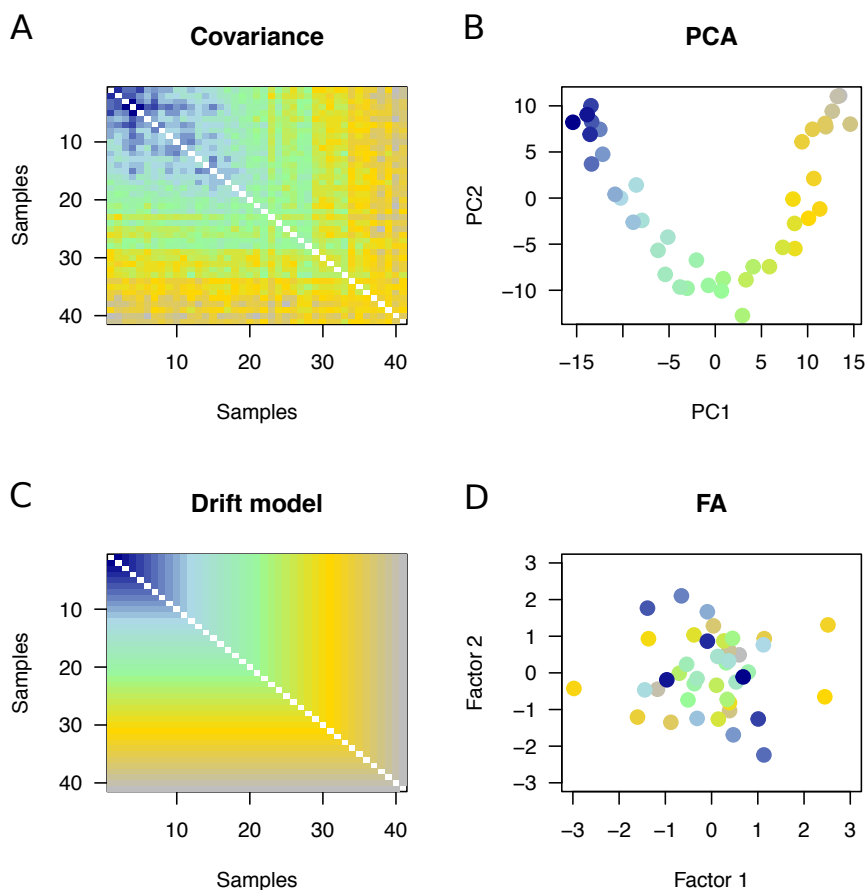 A
Covariance
10
20
30
40
Samples
10 20 30 40
Samples
B
PCA
10
5
0
−5
−10
PC2
−15 −5 0 5 10 15
PC1
C
Drift model
10
20
30
40
Samples
10 20 30 40
Samples
D
FA
3
2
1
0
−1
−2
−3
Factor 2
−3 −2 −1 0 1 2 3
Factor 1